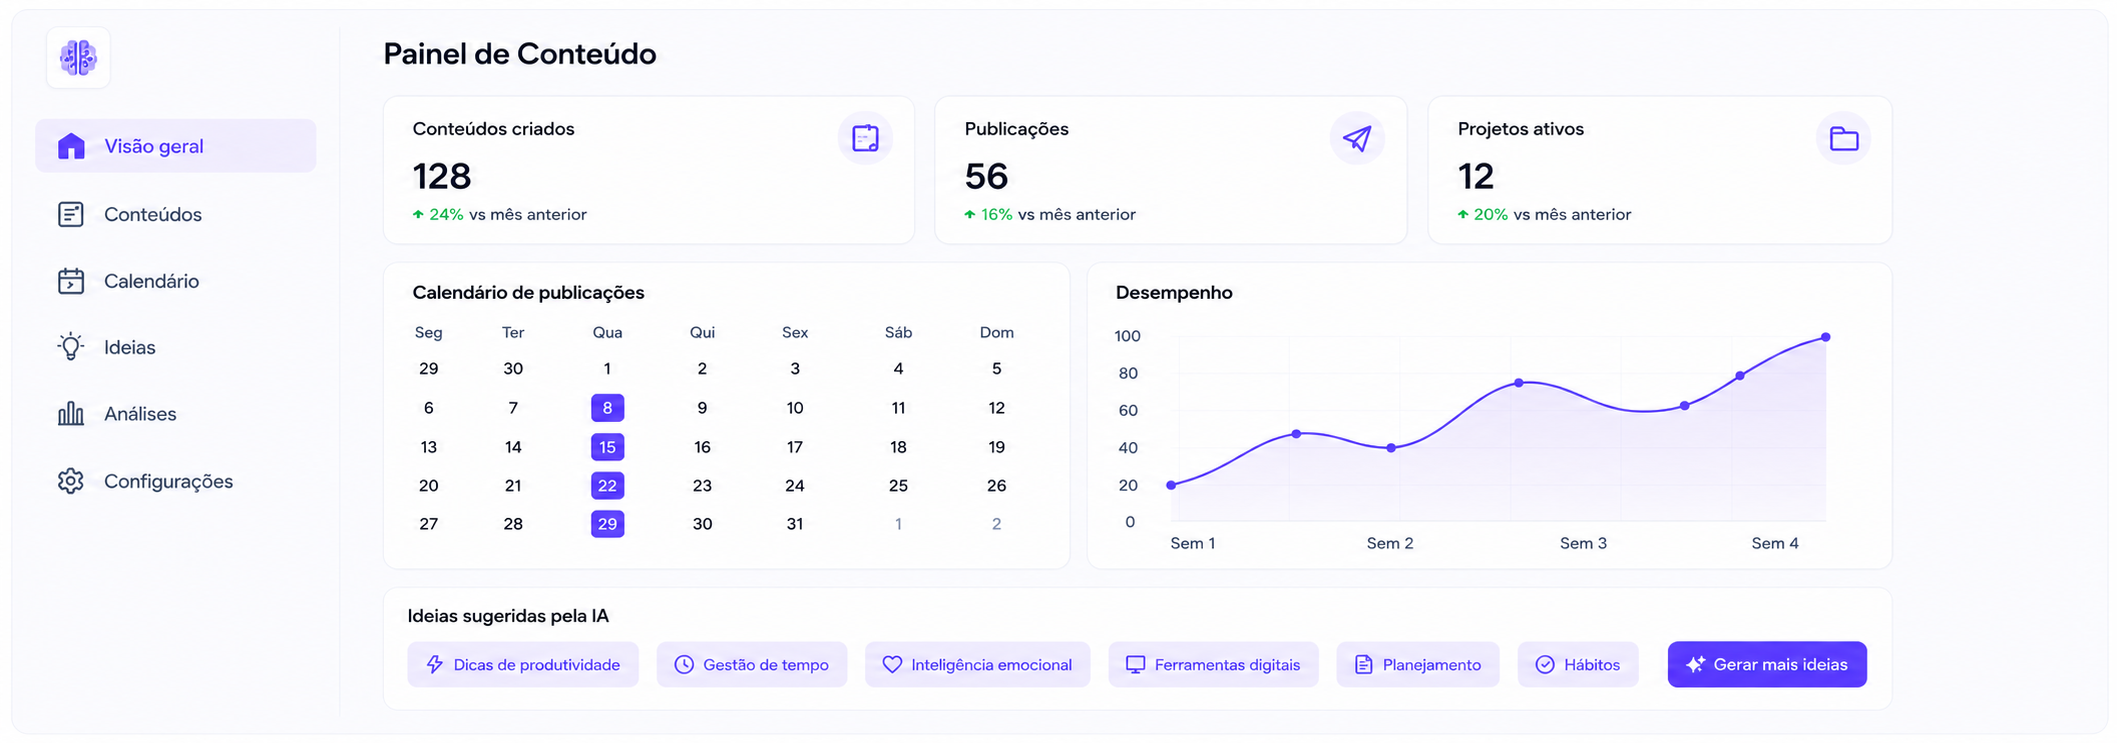 Painel de Conteúdo
Visão geral
Conteúdos
Calendário
Ideias
Análises
Configurações
Conteúdos criados
128
24% vs mês anterior
Publicações
56
16% vs mês anterior
Projetos ativos
12
20% vs mês anterior
Calendário de publicações
Seg Ter Qua Qui Sex Sáb Dom
29 30 1 2 3 4 5
6 7 8 9 10 11 12
13 14 15 16 17 18 19
20 21 22 23 24 25 26
27 28 29 30 31 1 2
Desempenho
100
80
60
40
20
0
Sem 1 Sem 2 Sem 3 Sem 4
Ideias sugeridas pela IA
Dicas de produtividade
Gestão de tempo
Inteligência emocional
Ferramentas digitais
Planejamento
Hábitos
Gerar mais ideias